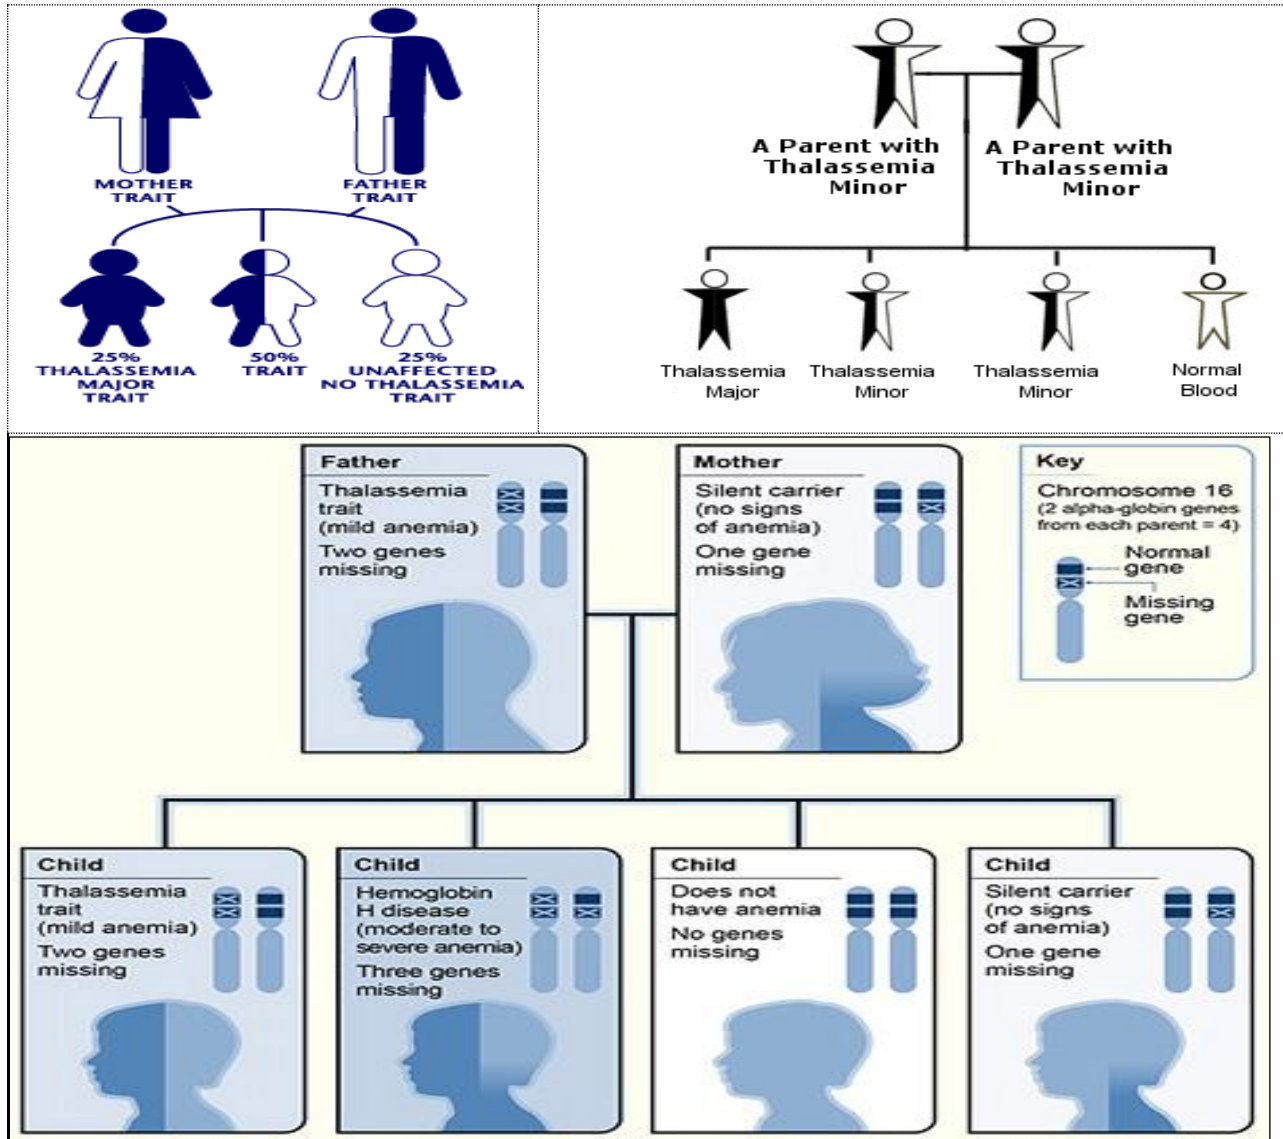 MOTHER
TRAIT
FATHER
TRAIT
25%
THALASSEMIA
MAJOR
TRAIT
50%
TRAIT
25%
UNAFFECTED
NO THALASSEMIA
TRAIT
A Parent with
Thalassemia
Minor
A Parent with
Thalassemia
Minor
Thalassemia
Major
Thalassemia
Minor
Thalassemia
Minor
Normal
Blood
Father
Thalassemia
trait
(mild anemia)
Two genes
missing
Mother
Silent carrier
(no signs
of anemia)
One gene
missing
Key
Chromosome 16
(2 alpha-globin genes
from each parent = 4)
Normal
gene
Missing
gene
Child
Thalassemia
trait
(mild anemia)
Two genes
missing
Child
Hemoglobin
H disease
(moderate to
severe anemia)
Three genes
missing
Child
Does not
have anemia
No genes
missing
Child
Silent carrier
(no signs
of anemia)
One gene
missing